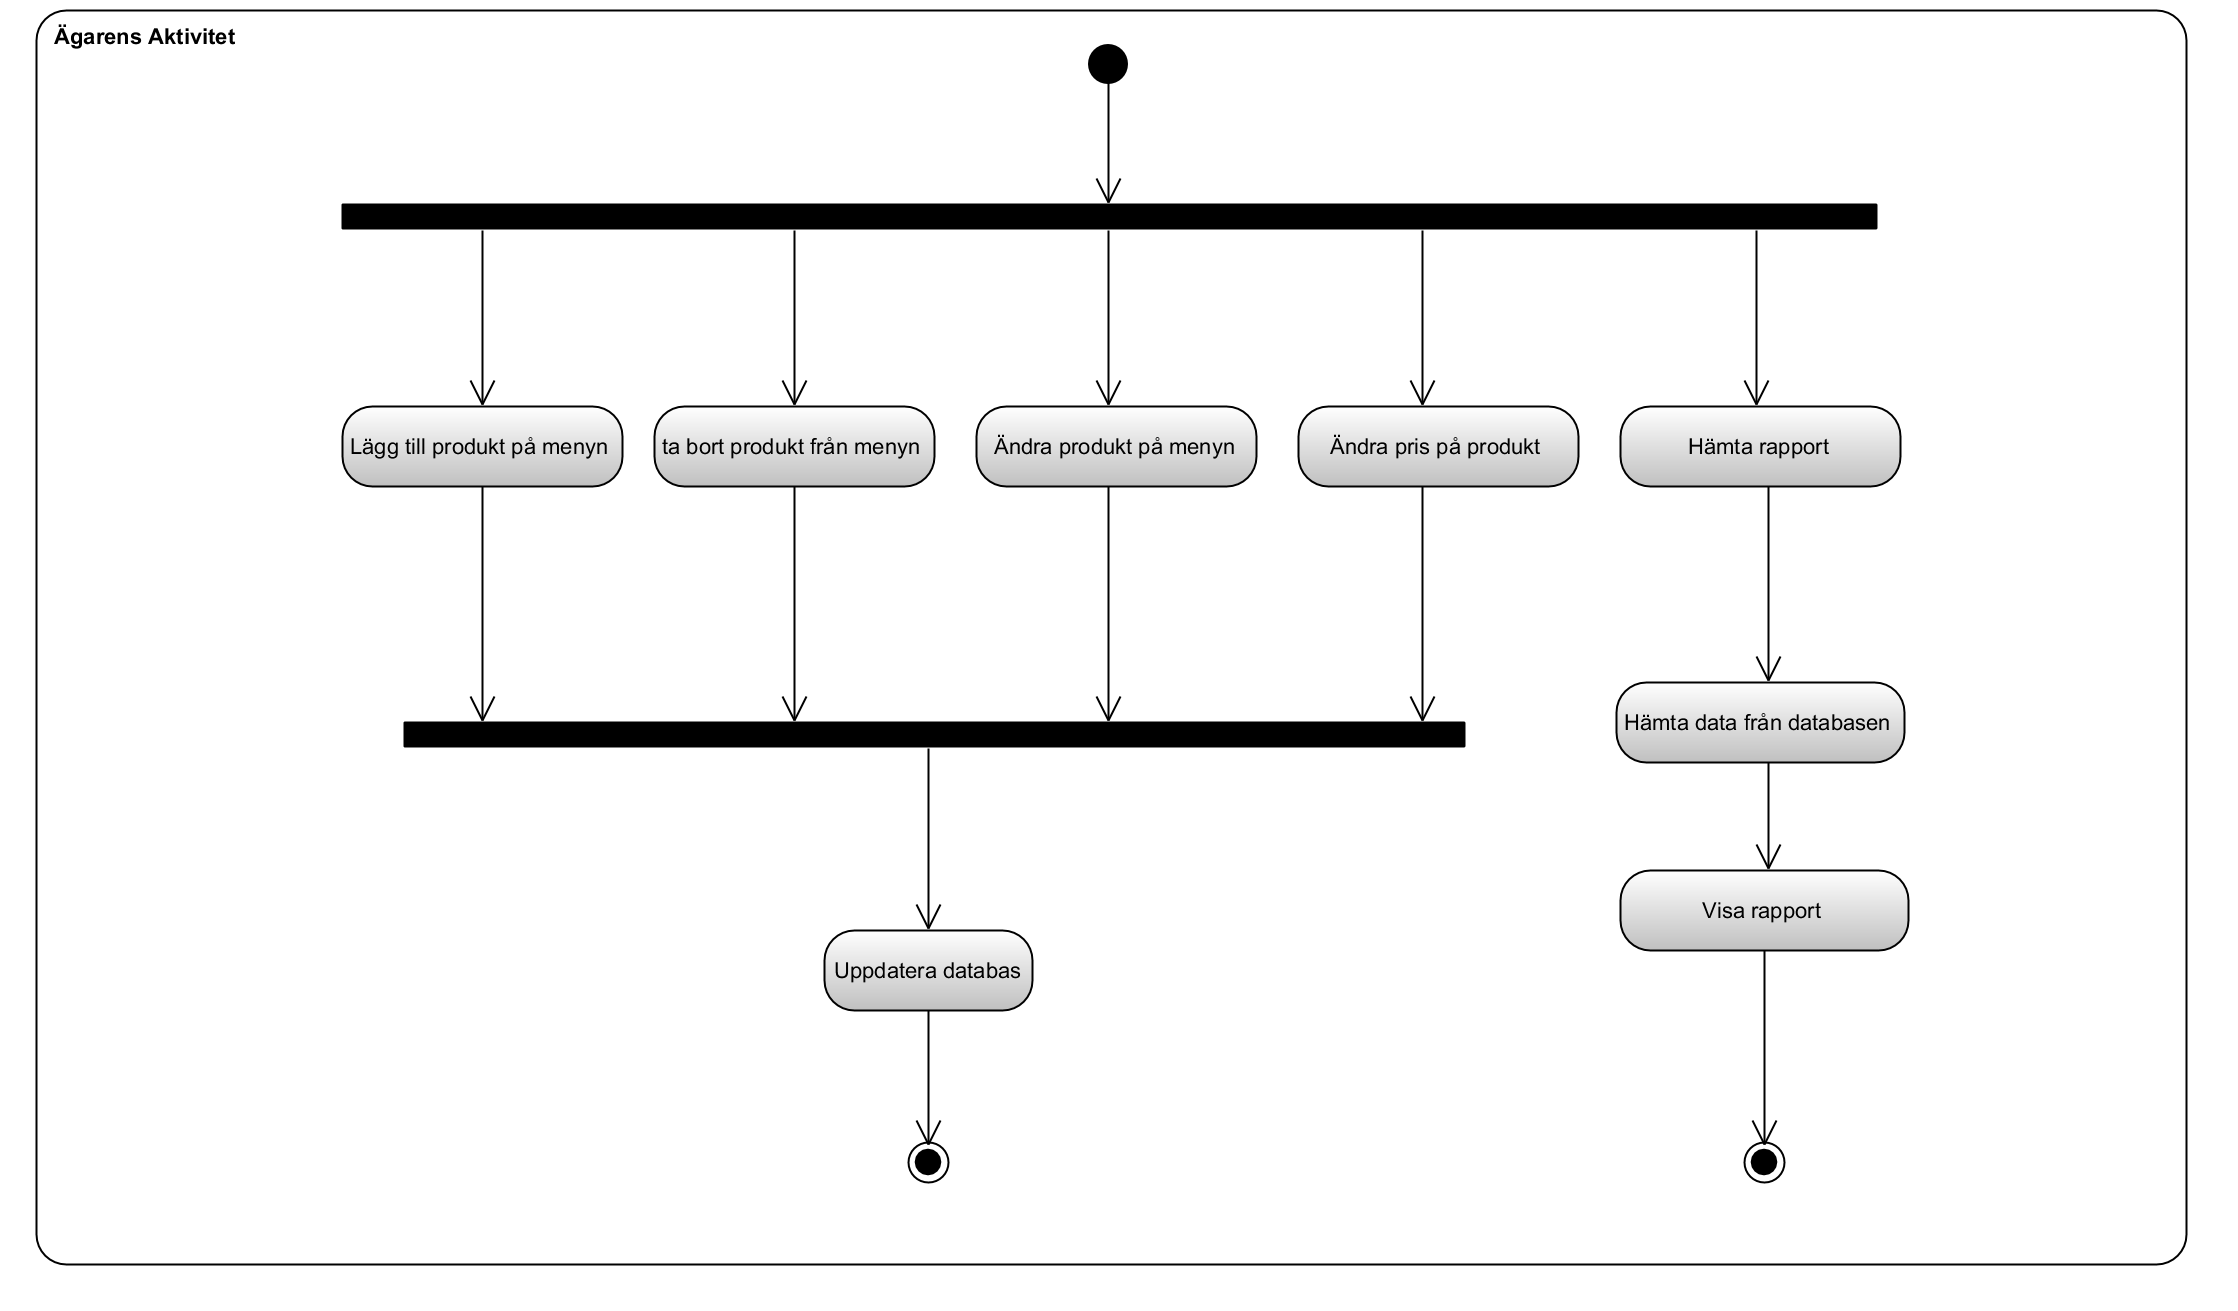 Ägarens Aktivitet
Lägg till produkt på menyn
ta bort produkt från menyn
Ändra produkt på menyn
Ändra pris på produkt
Hämta rapport
Hämta data från databasen
Visa rapport
Uppdatera databas